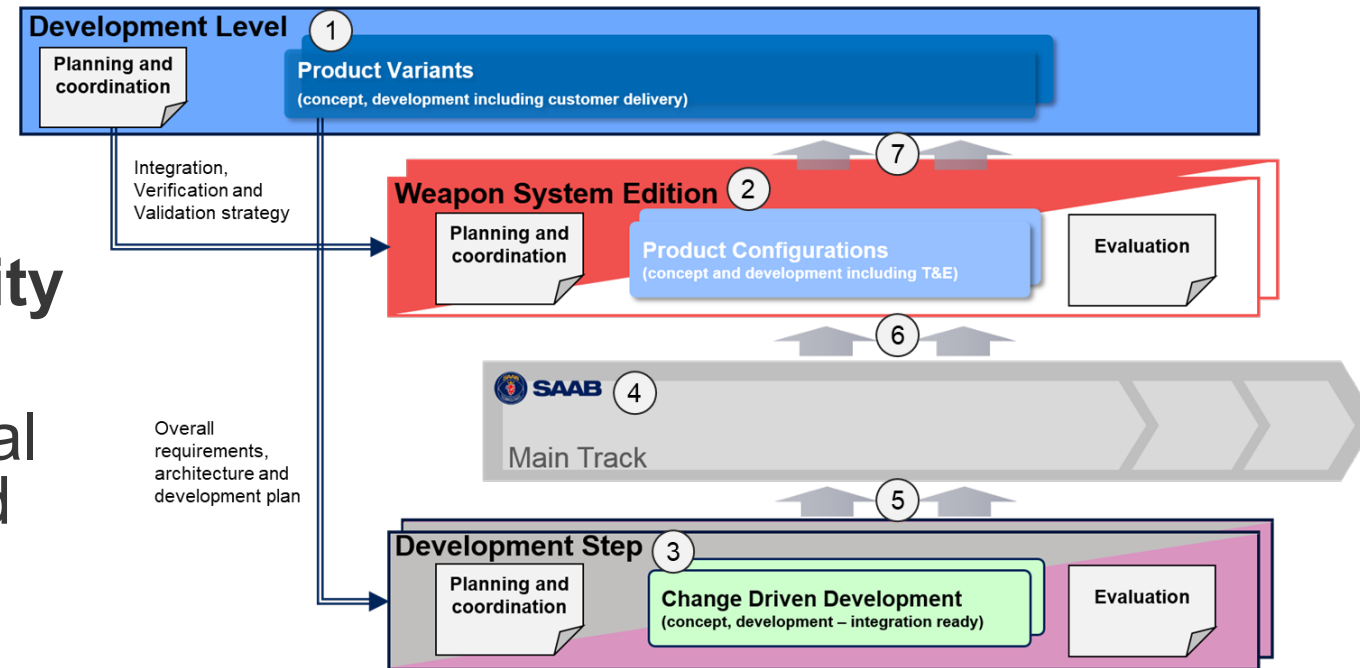 Development Level
1
Planning and
coordination
Product Variants
(concept, development including customer delivery)
Integration,
Verification and
Validation strategy
7
Weapon System Edition
2
Planning and
coordination
Product Configurations
(concept and development including T&E)
Evaluation
ity
6
SAAB
4
Main Track
al
d
Overall
requirements,
architecture and
development plan
5
Development Step
3
Planning and
coordination
Change Driven Development
(concept, development – integration ready)
Evaluation